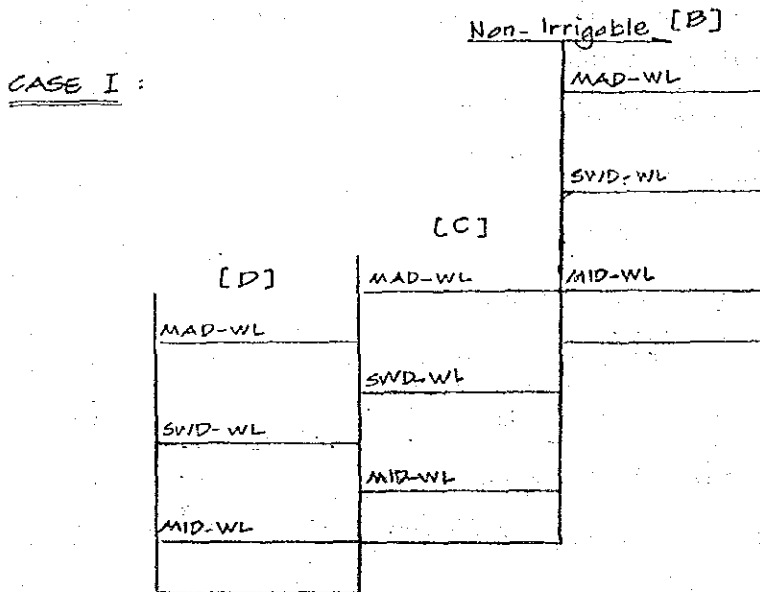 Non-Irrigable [B]
CASE I :
MAD-WL
SWD-WL
[C]
[D]
MAD-WL
MID-WL
MAD-WL
SWD-WL
SWD-WL
MID-WL
MID-WL